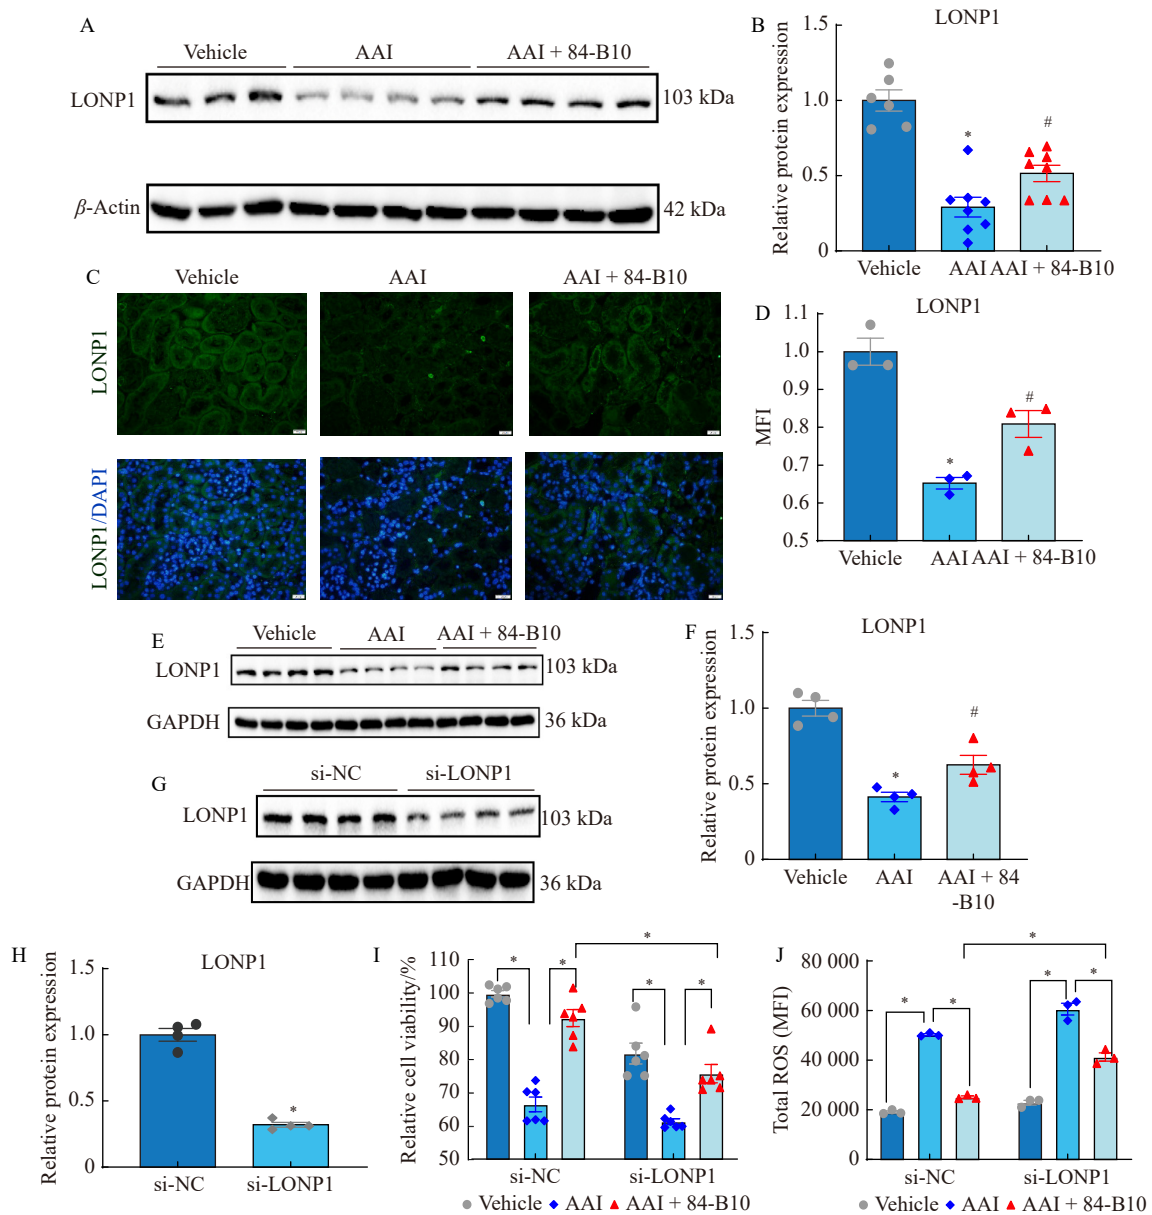 A
Vehicle AAI AAI + 84-B10
LONP1 103 kDa
β-Actin 42 kDa
B
LONP1
Relative protein expression
1.5
1.0
0.5
0
*
#
Vehicle AAI AAI + 84-B10
C
Vehicle AAI AAI + 84-B10
LONP1
LONP1/DAPI
D
LONP1
MFI
1.1
1.0
0.9
0.8
0.7
0.6
0.5
*
#
Vehicle AAI AAI + 84-B10
E
Vehicle AAI AAI + 84-B10
LONP1 103 kDa
GAPDH 36 kDa
F
LONP1
Relative protein expression
1.5
1.0
0.5
0
*
#
Vehicle AAI AAI + 84
-B10
G
si-NC si-LONP1
LONP1 103 kDa
GAPDH 36 kDa
H
LONP1
Relative protein expression
1.5
1.0
0.5
0
*
si-NC si-LONP1
I
Relative cell viability/%
100
90
80
70
60
50
*
* * * *
si-NC si-LONP1
Vehicle AAI AAI + 84-B10
J
Total ROS (MFI)
80 000
60 000
40 000
20 000
0
*
* * * *
si-NC si-LONP1
Vehicle AAI AAI + 84-B10